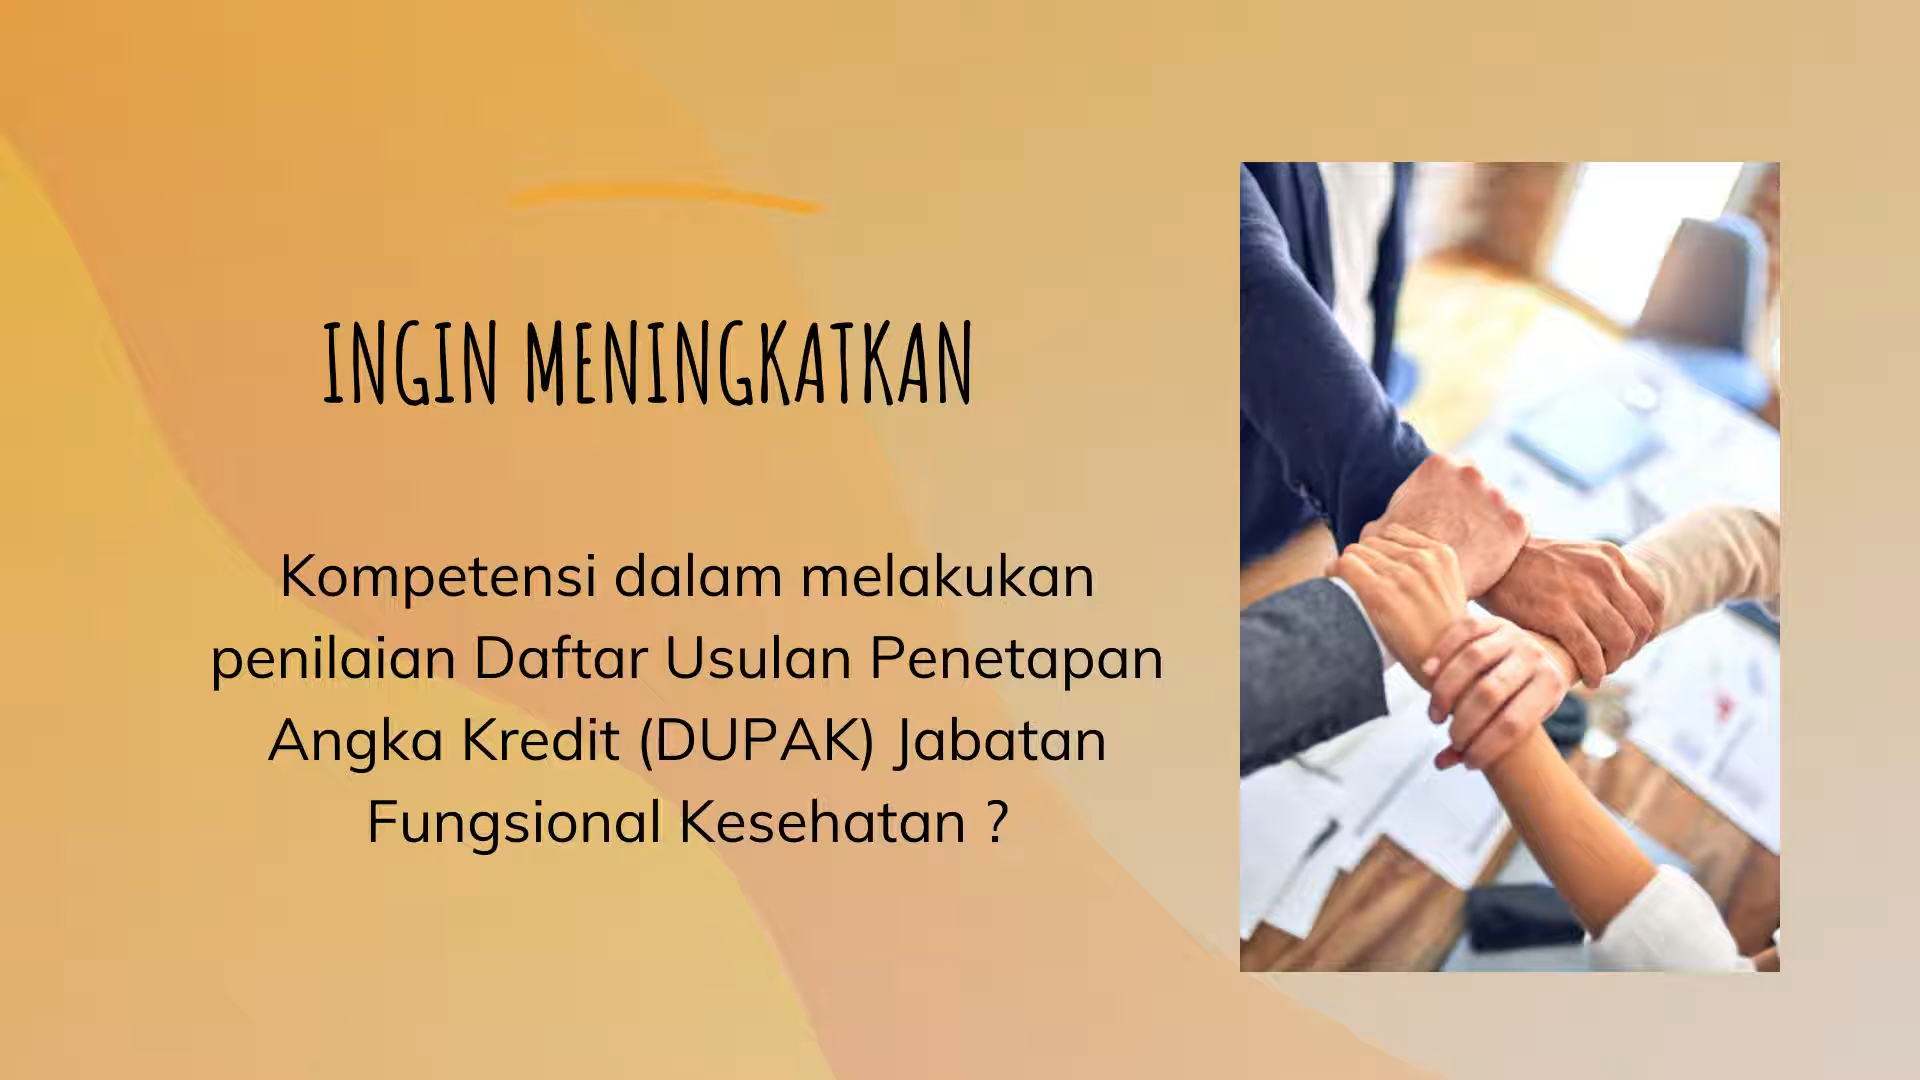 INGIN MENINGKATKAN
Kompetensi dalam melakukan
penilaian Daftar Usulan Penetapan
Angka Kredit (DUPAK) Jabatan
Fungsional Kesehatan ?